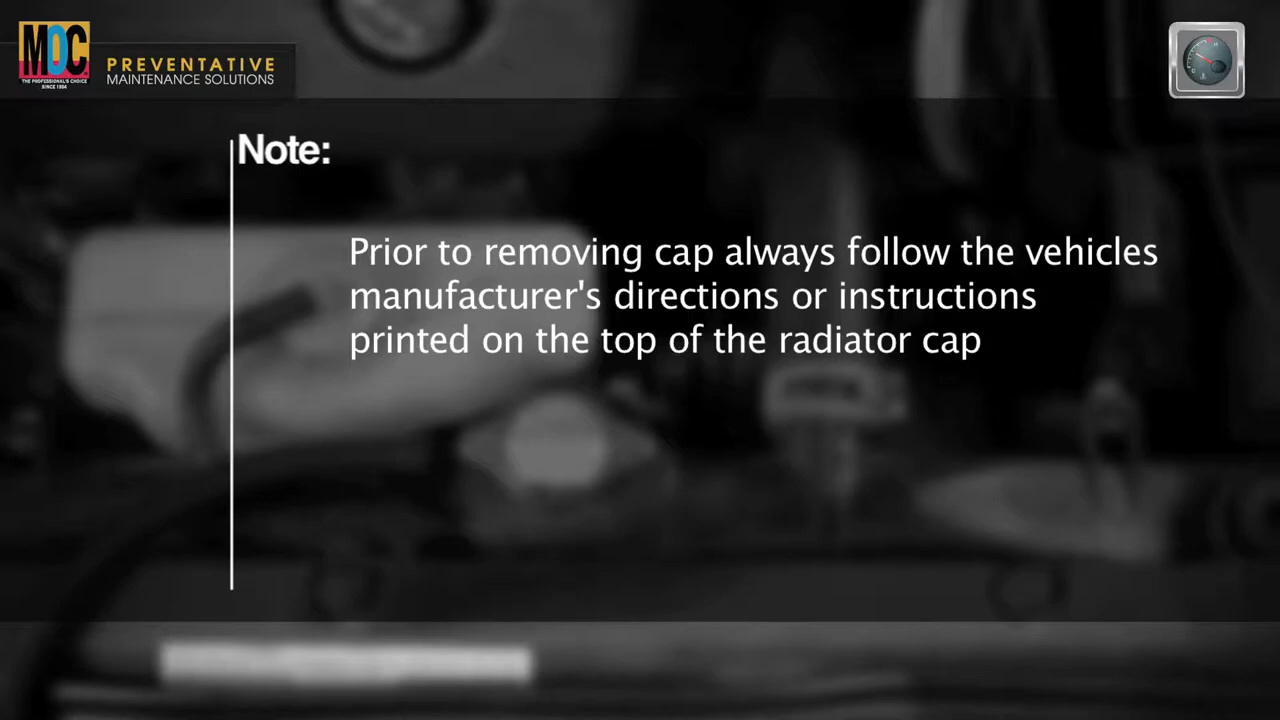 MOC
THE PROFESSIONAL'S CHOICE
SINCE 1954
PREVENTATIVE
MAINTENANCE SOLUTIONS
Note:
Prior to removing cap always follow the vehicles
manufacturer's directions or instructions
printed on the top of the radiator cap